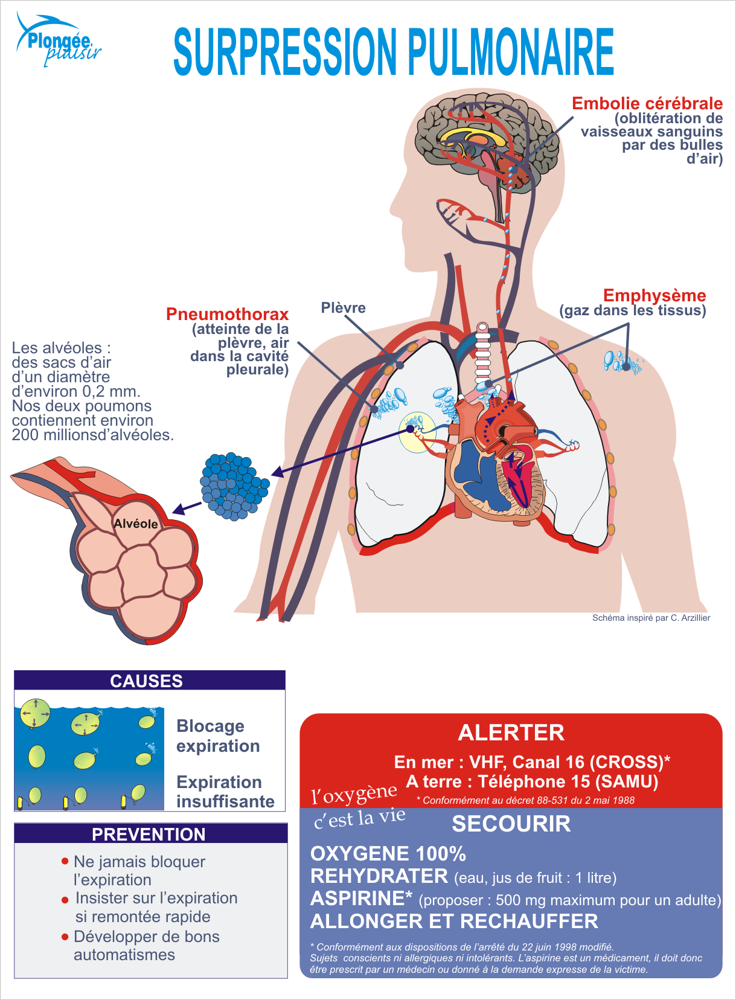 Plongée
plaisir
SURPRESSION PULMONAIRE
Embolie cérébrale
(oblitération de
vaisseaux sanguins
par des bulles
d’air)
Emphysème
(gaz dans les tissus)
Plèvre
Pneumothorax
(atteinte de la
plèvre, air
dans la cavité
pleurale)
Les alvéoles :
des sacs d’air
d’un diamètre
d’environ 0,2 mm.
Nos deux poumons
contiennent environ
200 millionsd’alvéoles.
Alvéole
Schéma inspiré par C. Arzillier
CAUSES
Blocage
expiration
Expiration
insuffisante
PREVENTION
• Ne jamais bloquer
l’expiration
• Insister sur l’expiration
si remontée rapide
• Développer de bons
automatismes
ALERTER
En mer : VHF, Canal 16 (CROSS)*
A terre : Téléphone 15 (SAMU)
* Conformément au décret 88-531 du 2 mai 1988
l’oxygène
c’est la vie
SECOURIR
OXYGENE 100%
REHYDRATER (eau, jus de fruit : 1 litre)
ASPIRINE* (proposer : 500 mg maximum pour un adulte)
ALLONGER ET RECHAUFFER
* Conformément aux dispositions de l’arrêté du 22 juin 1998 modifié.
Sujets conscients ni allergiques ni intolérants. L’aspirine est un médicament, il doit donc
être prescrit par un médecin ou donné à la demande expresse de la victime.